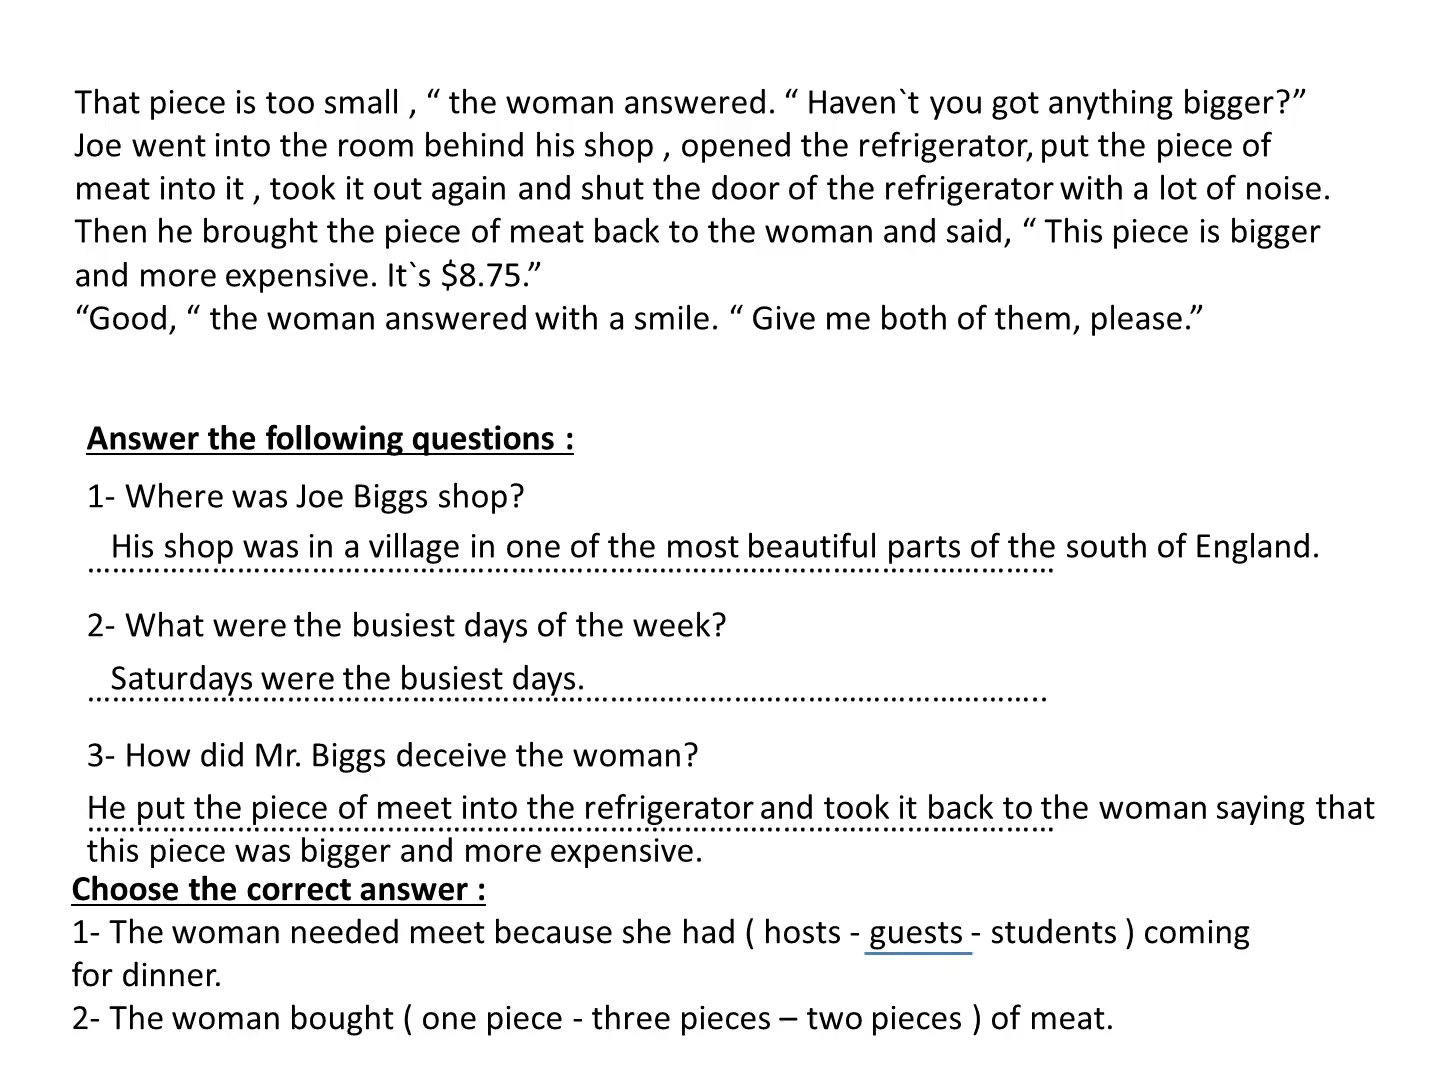 That piece is too small , “ the woman answered. “ Haven`t you got anything bigger?”
Joe went into the room behind his shop , opened the refrigerator, put the piece of
meat into it , took it out again and shut the door of the refrigerator with a lot of noise.
Then he brought the piece of meat back to the woman and said, “ This piece is bigger
and more expensive. It`s $8.75.”
“Good, “ the woman answered with a smile. “ Give me both of them, please.”
Answer the following questions :
1- Where was Joe Biggs shop?
His shop was in a village in one of the most beautiful parts of the south of England.
2- What were the busiest days of the week?
Saturdays were the busiest days.
3- How did Mr. Biggs deceive the woman?
He put the piece of meet into the refrigerator and took it back to the woman saying that
this piece was bigger and more expensive.
Choose the correct answer :
1- The woman needed meet because she had ( hosts - guests - students ) coming
for dinner.
2- The woman bought ( one piece - three pieces – two pieces ) of meat.